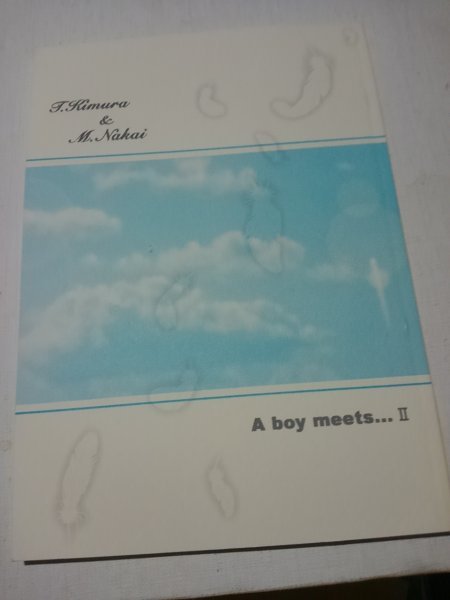 T.Kimura
&
M.Nakai
A boy meets... Ⅱ